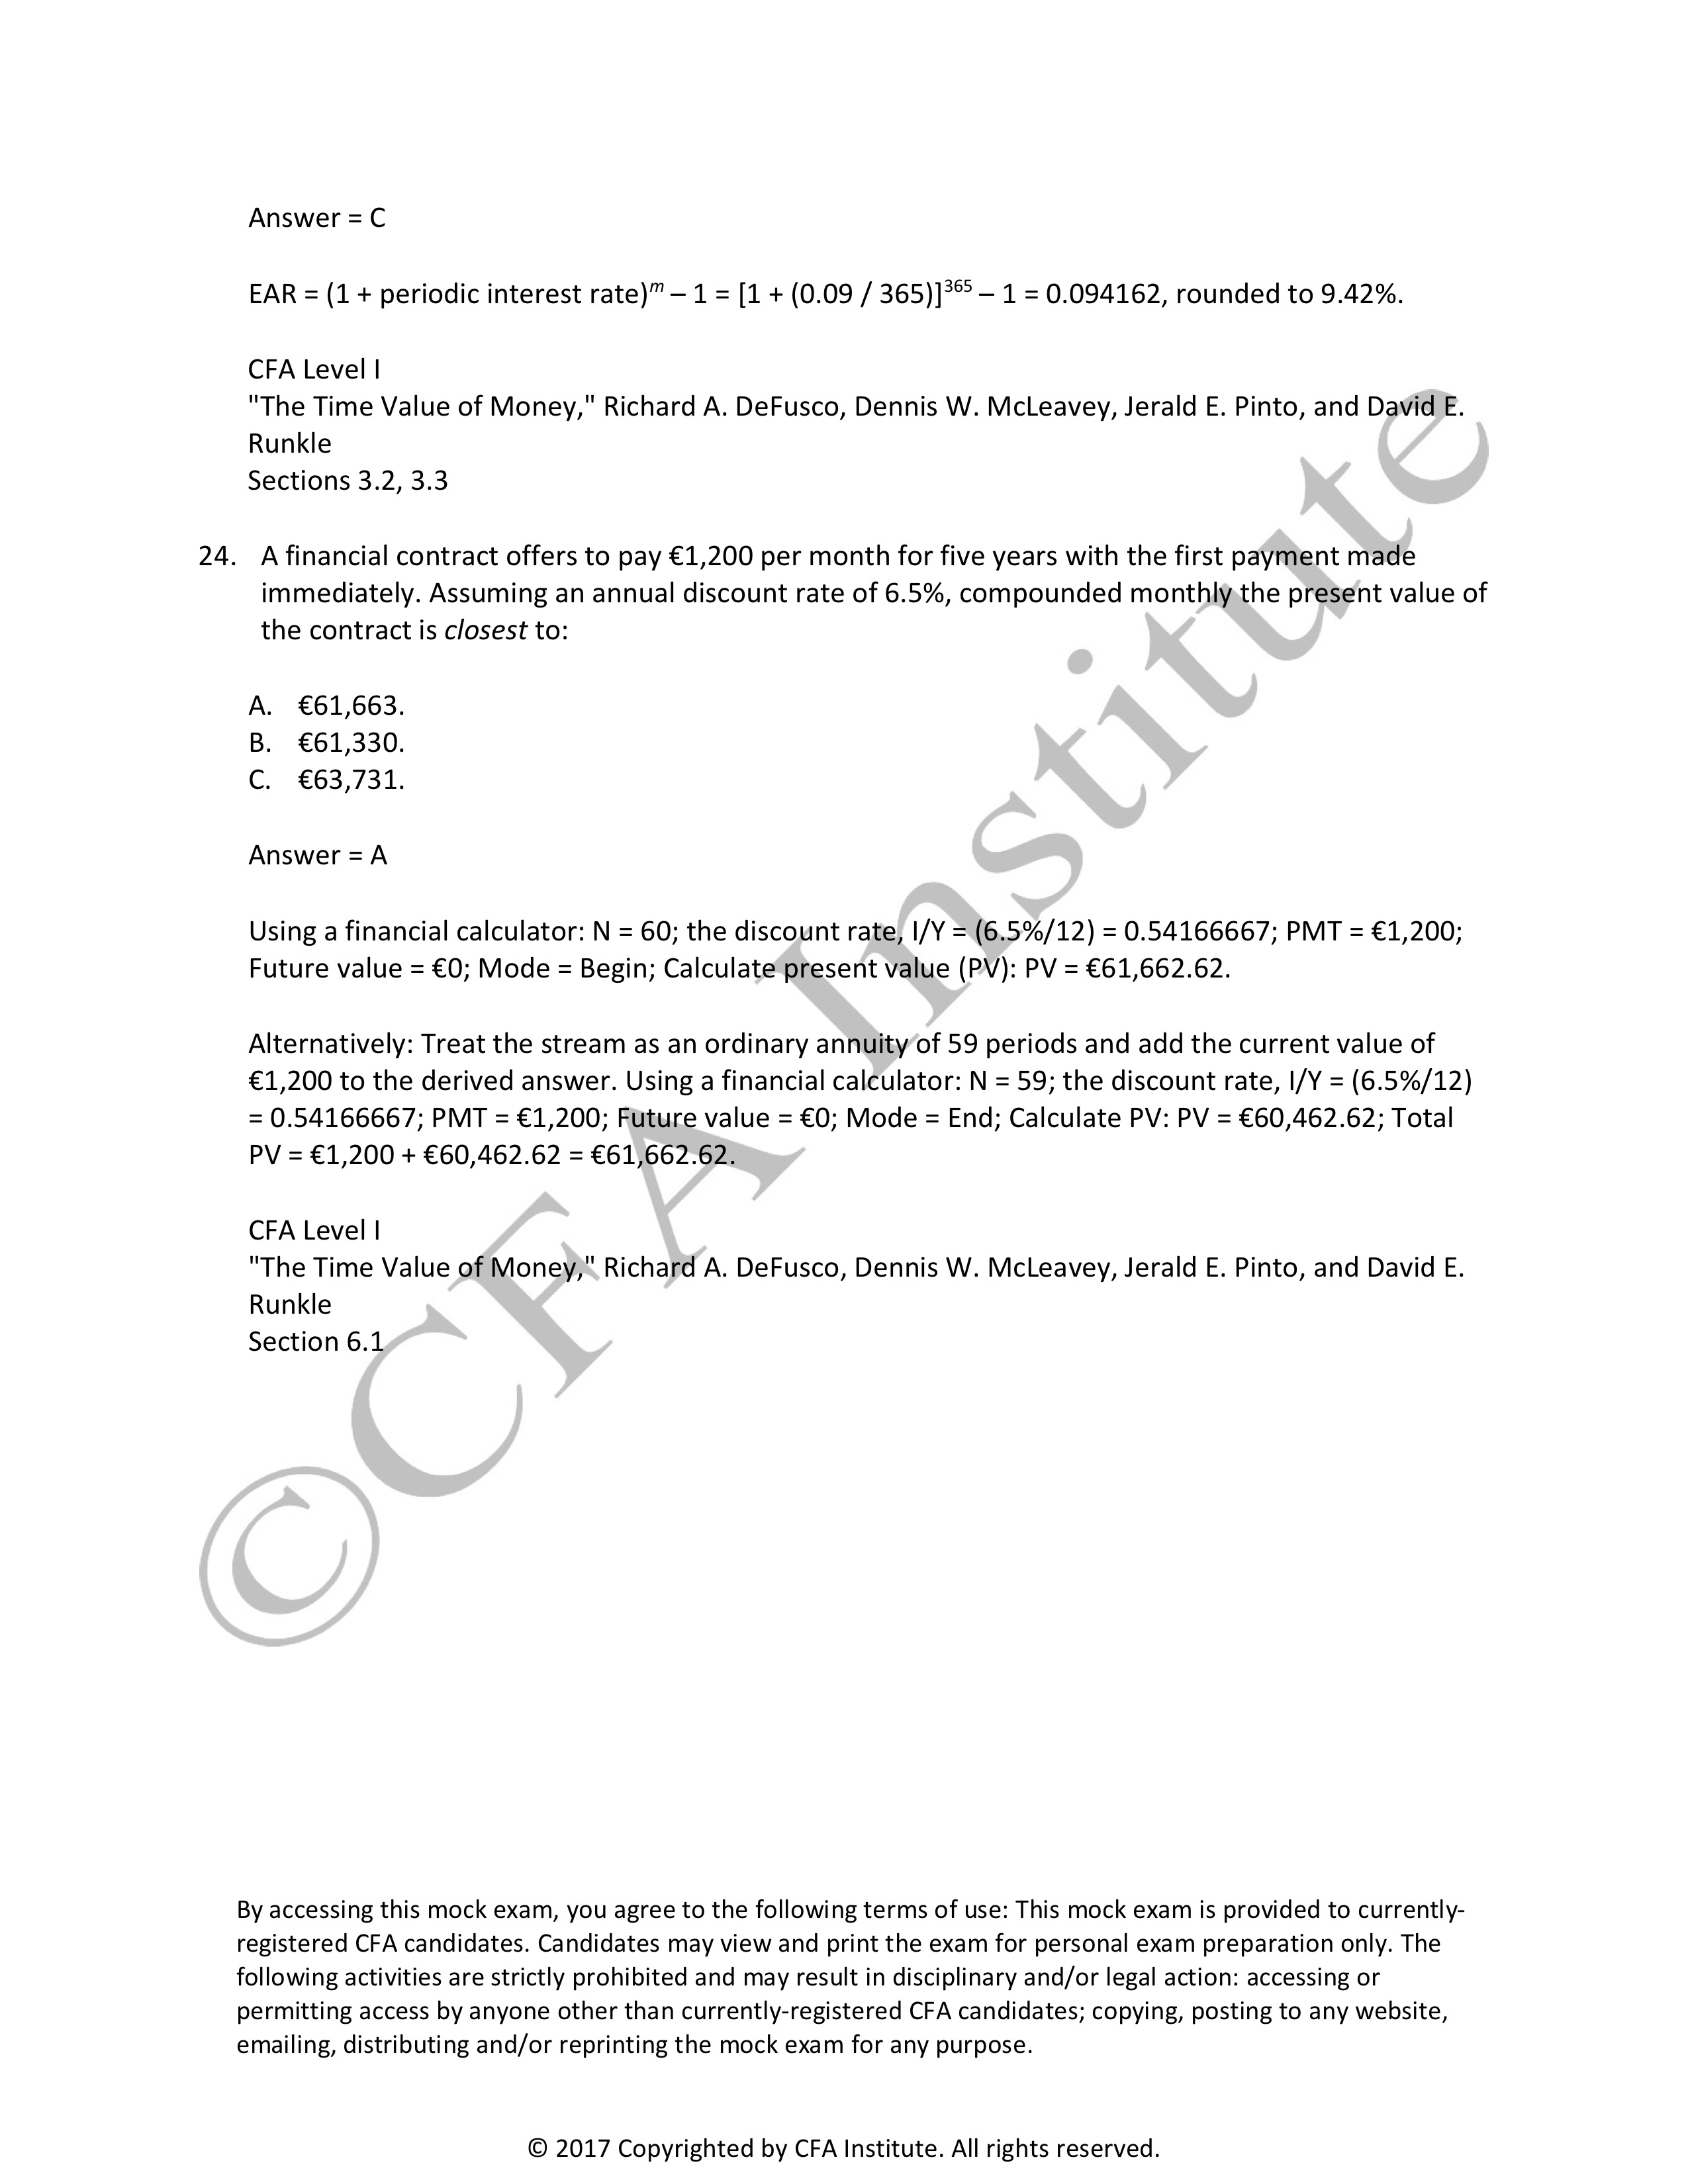 Answer = C
EAR = (1 + periodic interest rate)^m – 1 = [1 + (0.09 / 365)]^365 – 1 = 0.094162, rounded to 9.42%.
CFA Level I
"The Time Value of Money," Richard A. DeFusco, Dennis W. McLeavey, Jerald E. Pinto, and David E.
Runkle
Sections 3.2, 3.3
24. A financial contract offers to pay €1,200 per month for five years with the first payment made
immediately. Assuming an annual discount rate of 6.5%, compounded monthly the present value of
the contract is closest to:
A. €61,663.
B. €61,330.
C. €63,731.
Answer = A
Using a financial calculator: N = 60; the discount rate, I/Y = (6.5%/12) = 0.54166667; PMT = €1,200;
Future value = €0; Mode = Begin; Calculate present value (PV): PV = €61,662.62.
Alternatively: Treat the stream as an ordinary annuity of 59 periods and add the current value of
€1,200 to the derived answer. Using a financial calculator: N = 59; the discount rate, I/Y = (6.5%/12)
= 0.54166667; PMT = €1,200; Future value = €0; Mode = End; Calculate PV: PV = €60,462.62; Total
PV = €1,200 + €60,462.62 = €61,662.62.
CFA Level I
"The Time Value of Money," Richard A. DeFusco, Dennis W. McLeavey, Jerald E. Pinto, and David E.
Runkle
Section 6.1
©CFA Institute
By accessing this mock exam, you agree to the following terms of use: This mock exam is provided to currently-
registered CFA candidates. Candidates may view and print the exam for personal exam preparation only. The
following activities are strictly prohibited and may result in disciplinary and/or legal action: accessing or
permitting access by anyone other than currently-registered CFA candidates; copying, posting to any website,
emailing, distributing and/or reprinting the mock exam for any purpose.
© 2017 Copyrighted by CFA Institute. All rights reserved.